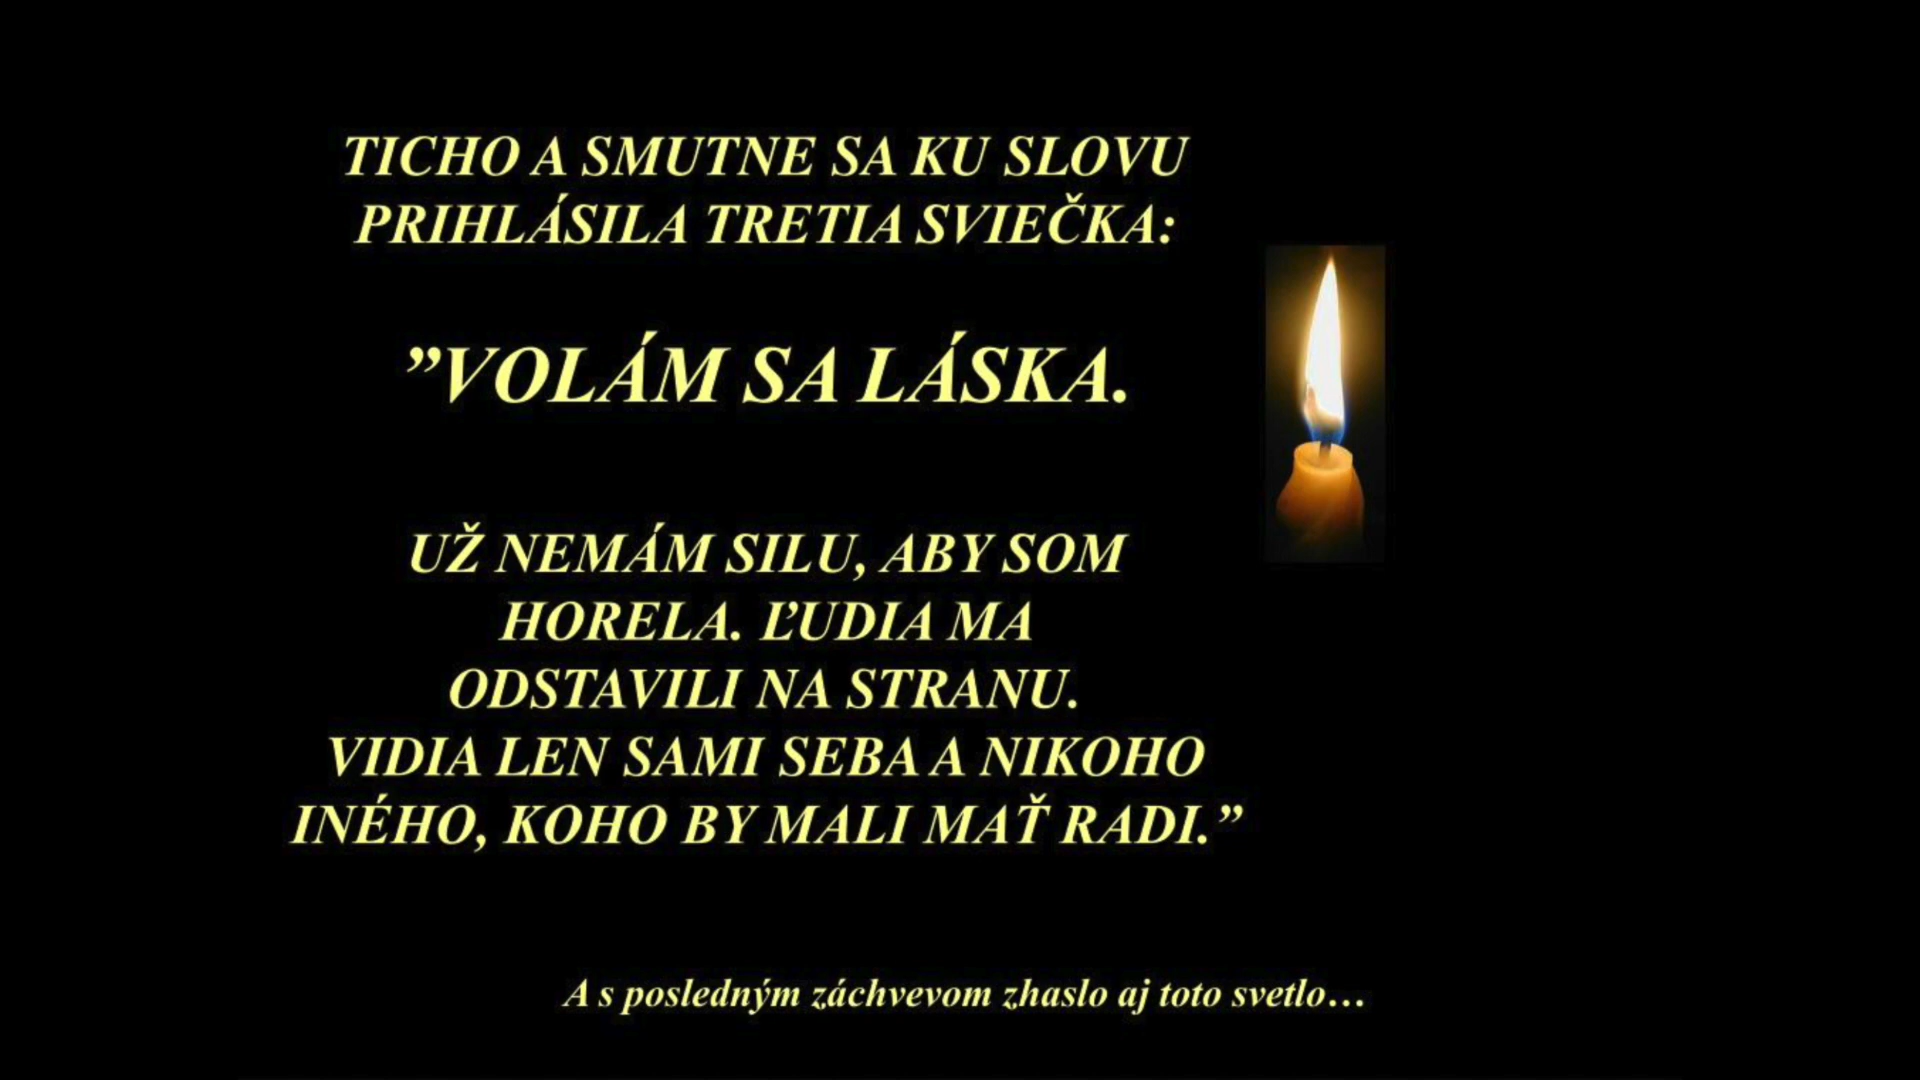 TICHO A SMUTNE SA KU SLOVU
PRIHLÁSILA TRETIA SVIEČKA:
”VOLÁM SA LÁSKA.
UŽ NEMÁM SILU, ABY SOM
HORELA. ĽUDIA MA
ODSTAVILI NA STRANU.
VIDIA LEN SAMI SEBA A NIKOHO
INÉHO, KOHO BY MALI MAŤ RADI.”
A s posledným záchvevom zhaslo aj toto svetlo…